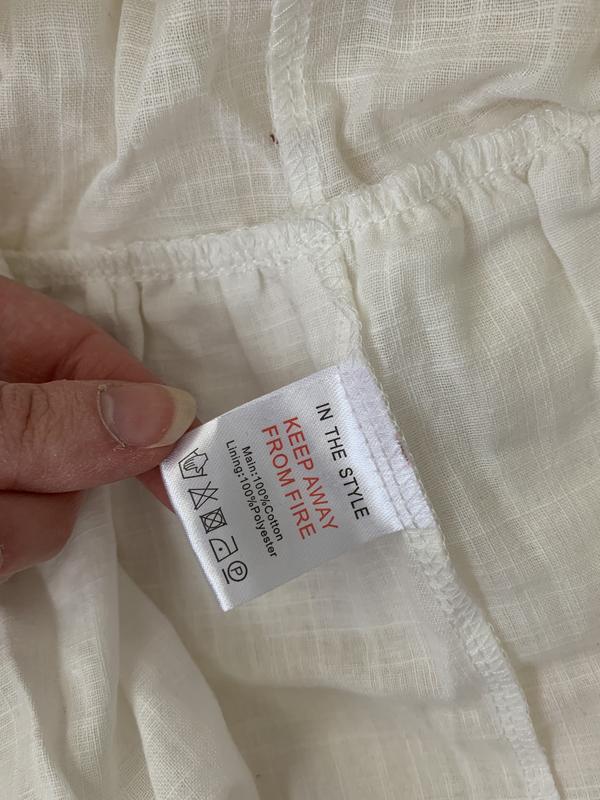 IN THE STYLE
KEEP AWAY
FROM FIRE
Main:100%Cotton
Lining:100%Polyester
P